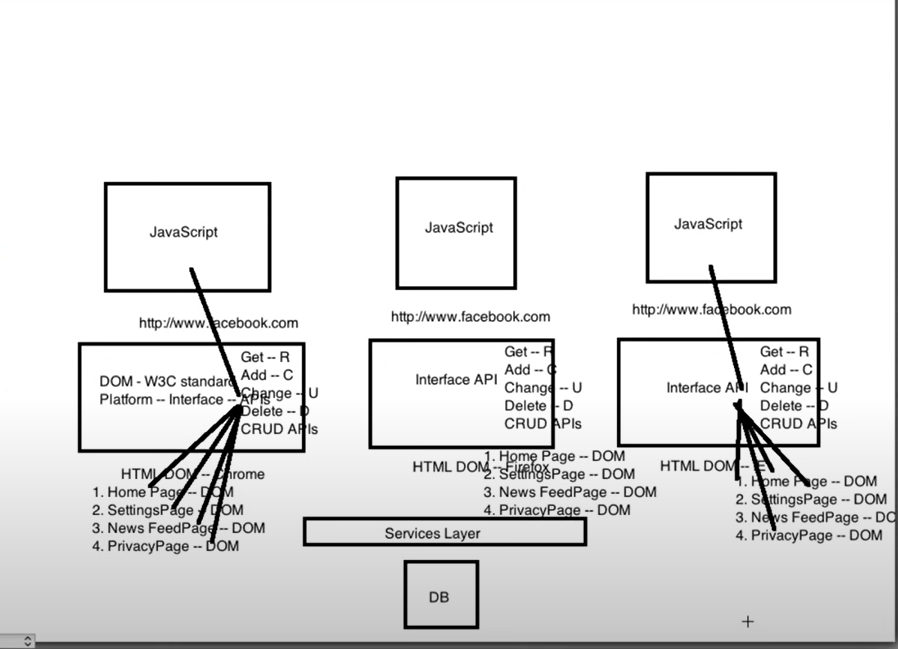 JavaScript
http://www.facebook.com
DOM - W3C standard
Platform -- Interface -- APIs
Get -- R
Add -- C
Change -- U
Delete -- D
CRUD APIs
HTML DOM -- Chrome
1. Home Page -- DOM
2. SettingsPage -- DOM
3. News FeedPage -- DOM
4. PrivacyPage -- DOM
JavaScript
http://www.facebook.com
Interface API
Get -- R
Add -- C
Change -- U
Delete -- D
CRUD APIs
HTML DOM -- Firefox
1. Home Page -- DOM
2. SettingsPage -- DOM
3. News FeedPage -- DOM
4. PrivacyPage -- DOM
JavaScript
http://www.facebook.com
Interface API
Get -- R
Add -- C
Change -- U
Delete -- D
CRUD APIs
HTML DOM -- IE
1. Home Page -- DOM
2. SettingsPage -- DOM
3. News FeedPage -- DO
4. PrivacyPage -- DOM
Services Layer
DB